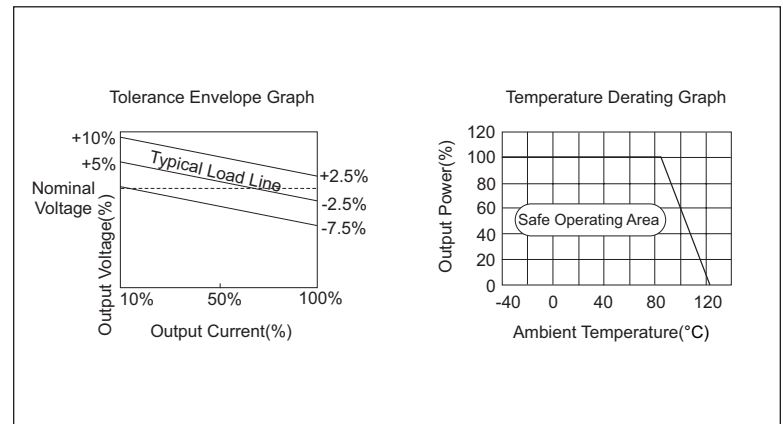 Tolerance Envelope Graph
+10%
+5%
Nominal
Voltage
Output Voltage(%)
Typical Load Line
+2.5%
-2.5%
-7.5%
10%
50%
100%
Output Current(%)
Temperature Derating Graph
Output Power(%)
120
100
80
60
40
20
0
Safe Operating Area
-40
0
40
80
120
Ambient Temperature(°C)